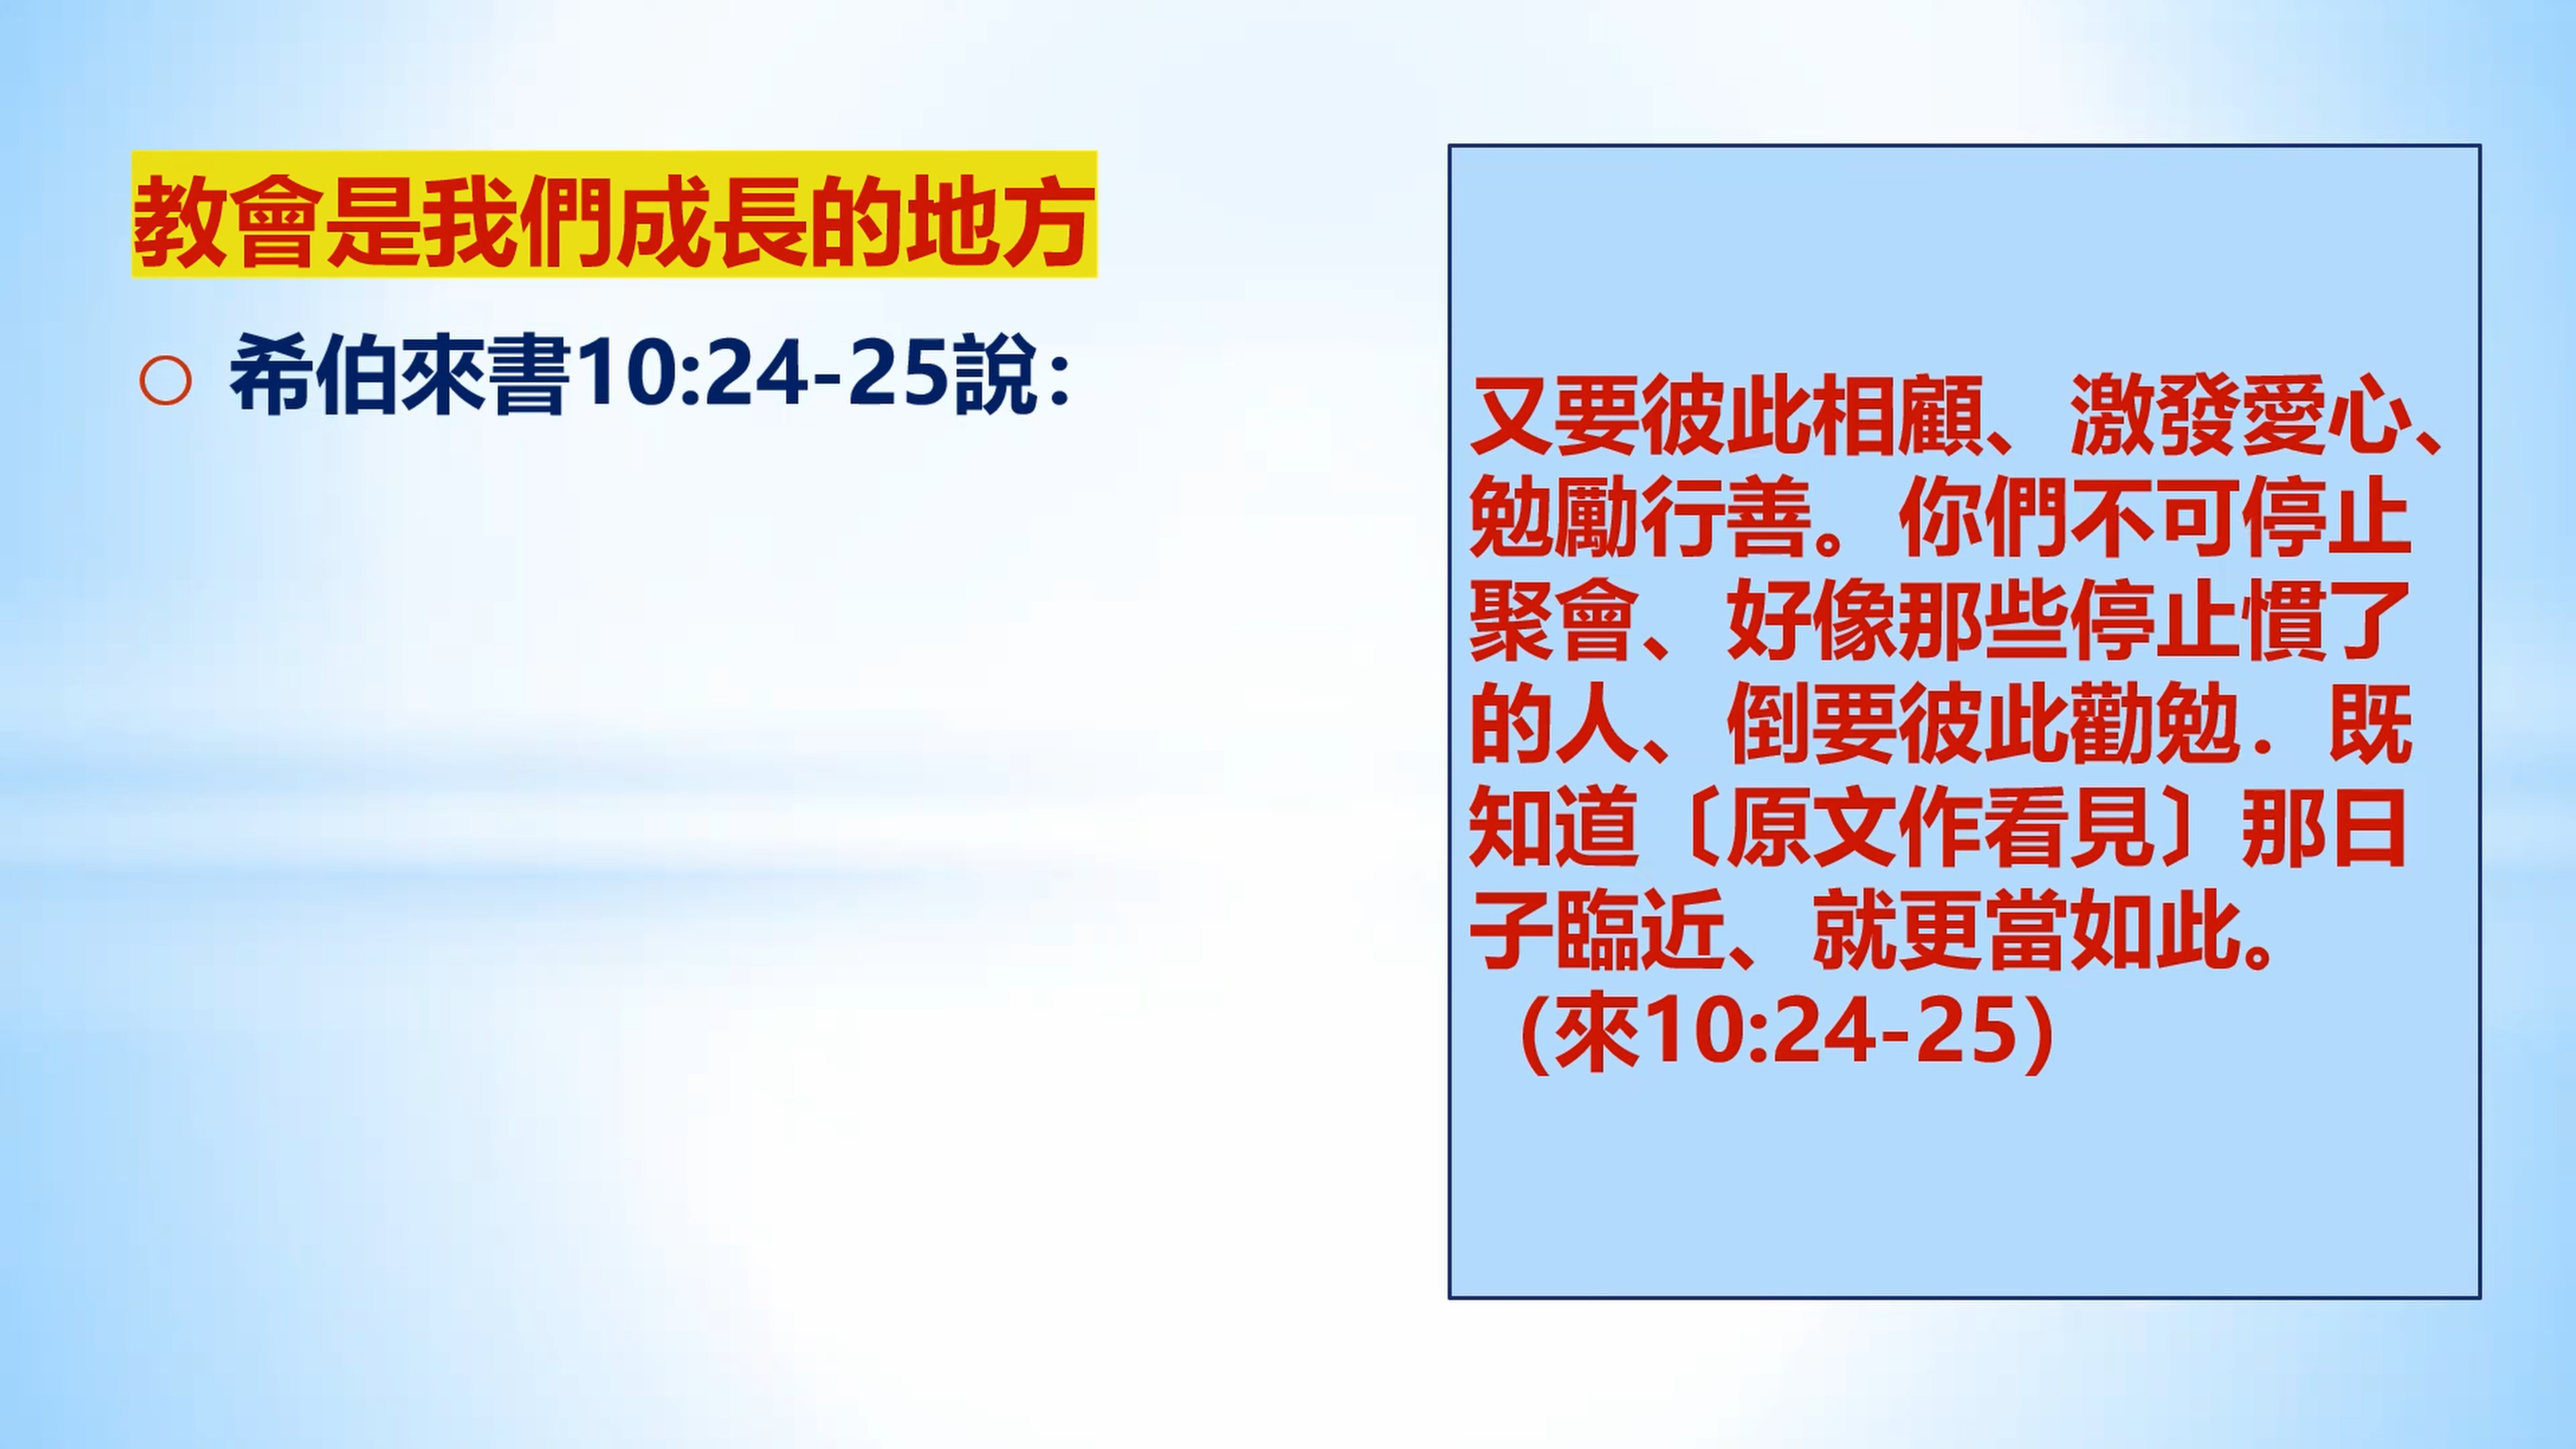 教會是我們成長的地方
希伯來書10:24-25說：
又要彼此相顧、激發愛心、
勉勵行善。你們不可停止
聚會、好像那些停止慣了
的人、倒要彼此勸勉．既
知道〔原文作看見〕那日
子臨近、就更當如此。
（來10:24-25）